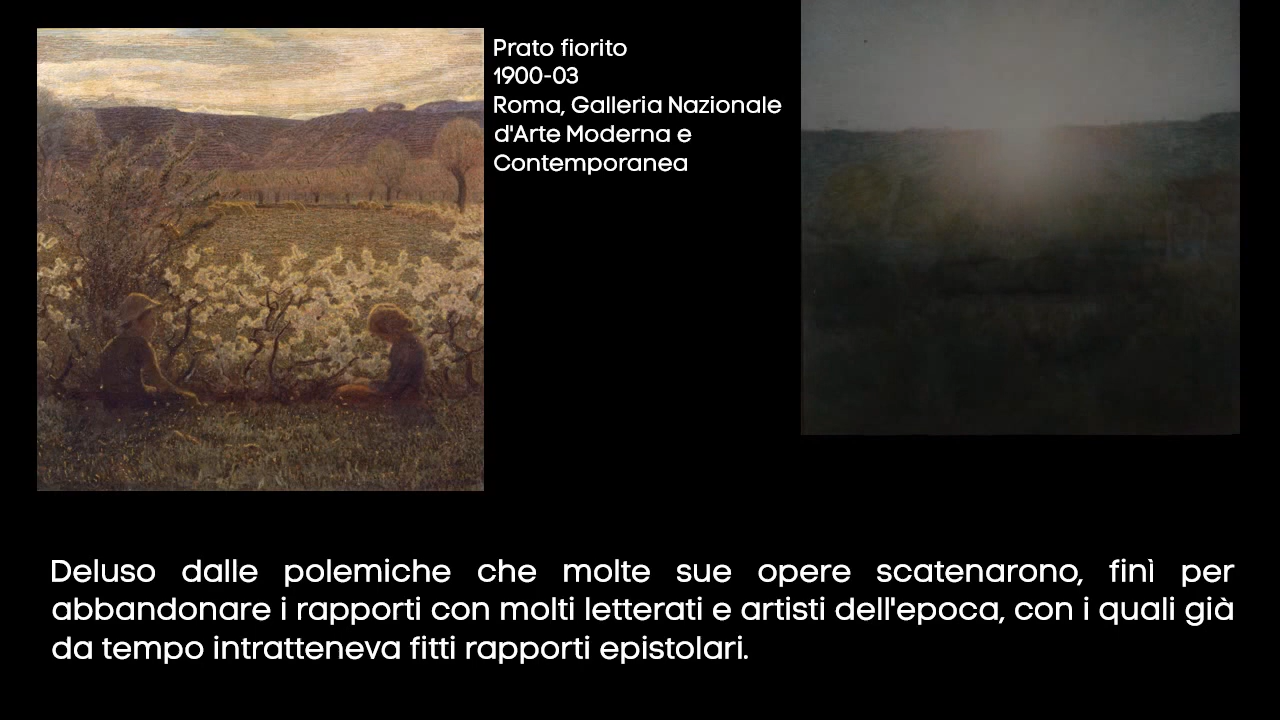 Prato fiorito
1900-03
Roma, Galleria Nazionale
d'Arte Moderna e
Contemporanea
Deluso dalle polemiche che molte sue opere scatenarono, finì per
abbandonare i rapporti con molti letterati e artisti dell'epoca, con i quali già
da tempo intratteneva fitti rapporti epistolari.